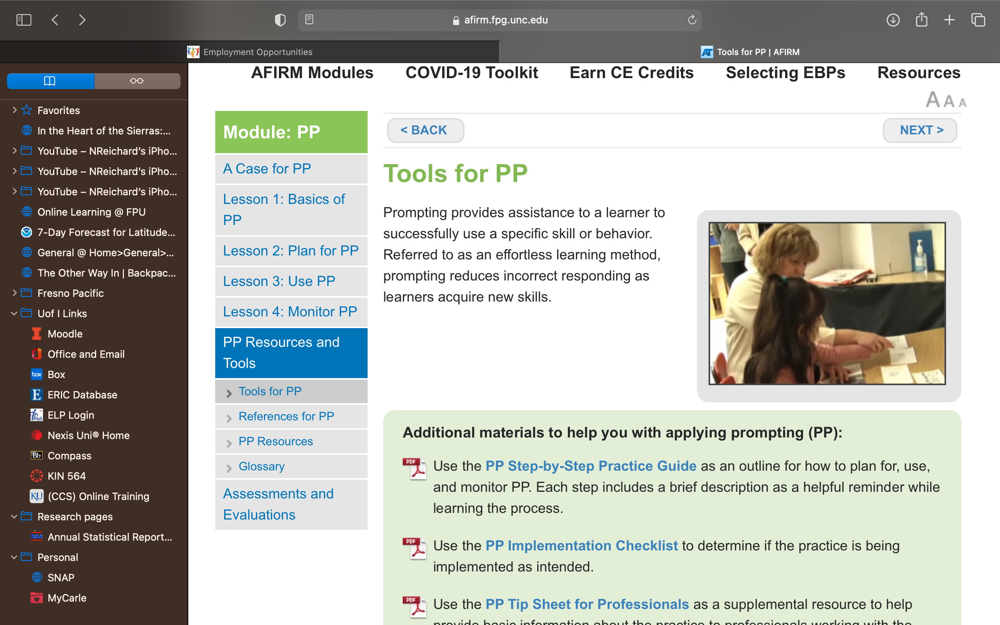 afirm.fpg.unc.edu
Employment Opportunities
Tools for PP | AFIRM
Favorites
In the Heart of the Sierras:...
YouTube – NReichard's iPho...
YouTube – NReichard's iPho...
YouTube – NReichard's iPho...
Online Learning @ FPU
7-Day Forecast for Latitude...
General @ Home>General>...
The Other Way In | Backpac...
Fresno Pacific
Uof I Links
Moodle
Office and Email
box Box
ERIC Database
ELP Login
Nexis Uni® Home
Bb Compass
KIN 564
KU (CCS) Online Training
Research pages
Annual Statistical Report...
Personal
SNAP
MyCarle
AFIRM Modules COVID-19 Toolkit Earn CE Credits Selecting EBPs Resources
A A A
Module: PP
A Case for PP
Lesson 1: Basics of
PP
Lesson 2: Plan for PP
Lesson 3: Use PP
Lesson 4: Monitor PP
PP Resources and
Tools
Tools for PP
References for PP
PP Resources
Glossary
Assessments and
Evaluations
< BACK NEXT >
Tools for PP
Prompting provides assistance to a learner to
successfully use a specific skill or behavior.
Referred to as an effortless learning method,
prompting reduces incorrect responding as
learners acquire new skills.
Additional materials to help you with applying prompting (PP):
PDF Use the PP Step-by-Step Practice Guide as an outline for how to plan for, use,
and monitor PP. Each step includes a brief description as a helpful reminder while
learning the process.
PDF Use the PP Implementation Checklist to determine if the practice is being
implemented as intended.
PDF Use the PP Tip Sheet for Professionals as a supplemental resource to help
provide basic information about the practice to professionals working with the